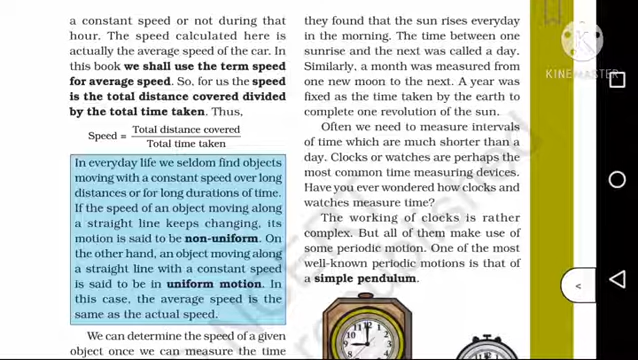 a constant speed or not during that
hour. The speed calculated here is
actually the average speed of the car. In
this book we shall use the term speed
for average speed. So, for us the speed
is the total distance covered divided
by the total time taken. Thus,
Speed = Total distance covered
Total time taken
In everyday life we seldom find objects
moving with a constant speed over long
distances or for long durations of time.
If the speed of an object moving along
a straight line keeps changing, its
motion is said to be non-uniform. On
the other hand, an object moving along
a straight line with a constant speed
is said to be in uniform motion. In
this case, the average speed is the
same as the actual speed.
We can determine the speed of a given
object once we can measure the time
they found that the sun rises everyday
in the morning. The time between one
sunrise and the next was called a day.
Similarly, a month was measured from
one new moon to the next. A year was
fixed as the time taken by the earth to
complete one revolution of the sun.
Often we need to measure intervals
of time which are much shorter than a
day. Clocks or watches are perhaps the
most common time measuring devices.
Have you ever wondered how clocks and
watches measure time?
The working of clocks is rather
complex. But all of them make use of
some periodic motion. One of the most
well-known periodic motions is that of
a simple pendulum.
KINEMASTER